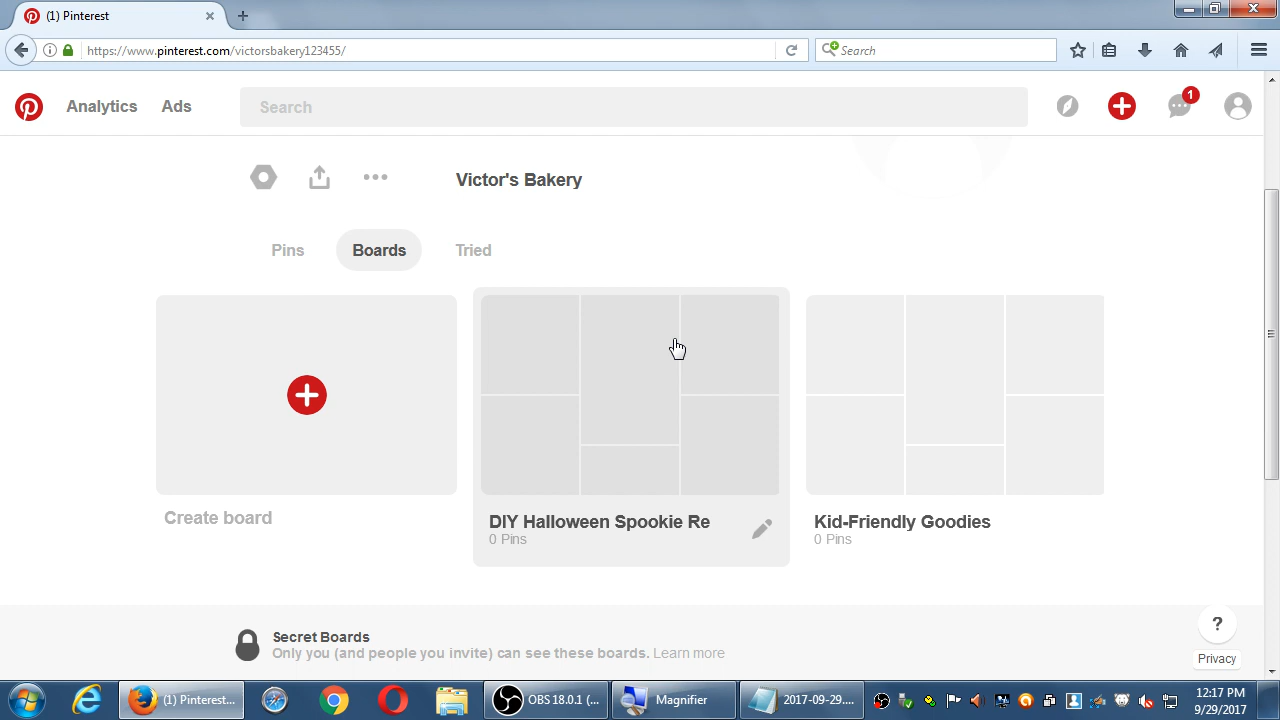 (1) Pinterest
https://www.pinterest.com/victorsbakery123455/
Search
Analytics
Ads
Search
1
Victor's Bakery
Pins
Boards
Tried
Create board
DIY Halloween Spookie Re
0 Pins
Kid-Friendly Goodies
0 Pins
Secret Boards
Only you (and people you invite) can see these boards. Learn more
?
Privacy
(1) Pinterest...
OBS 18.0.1 (...
Magnifier
2017-09-29....
12:17 PM
9/29/2017